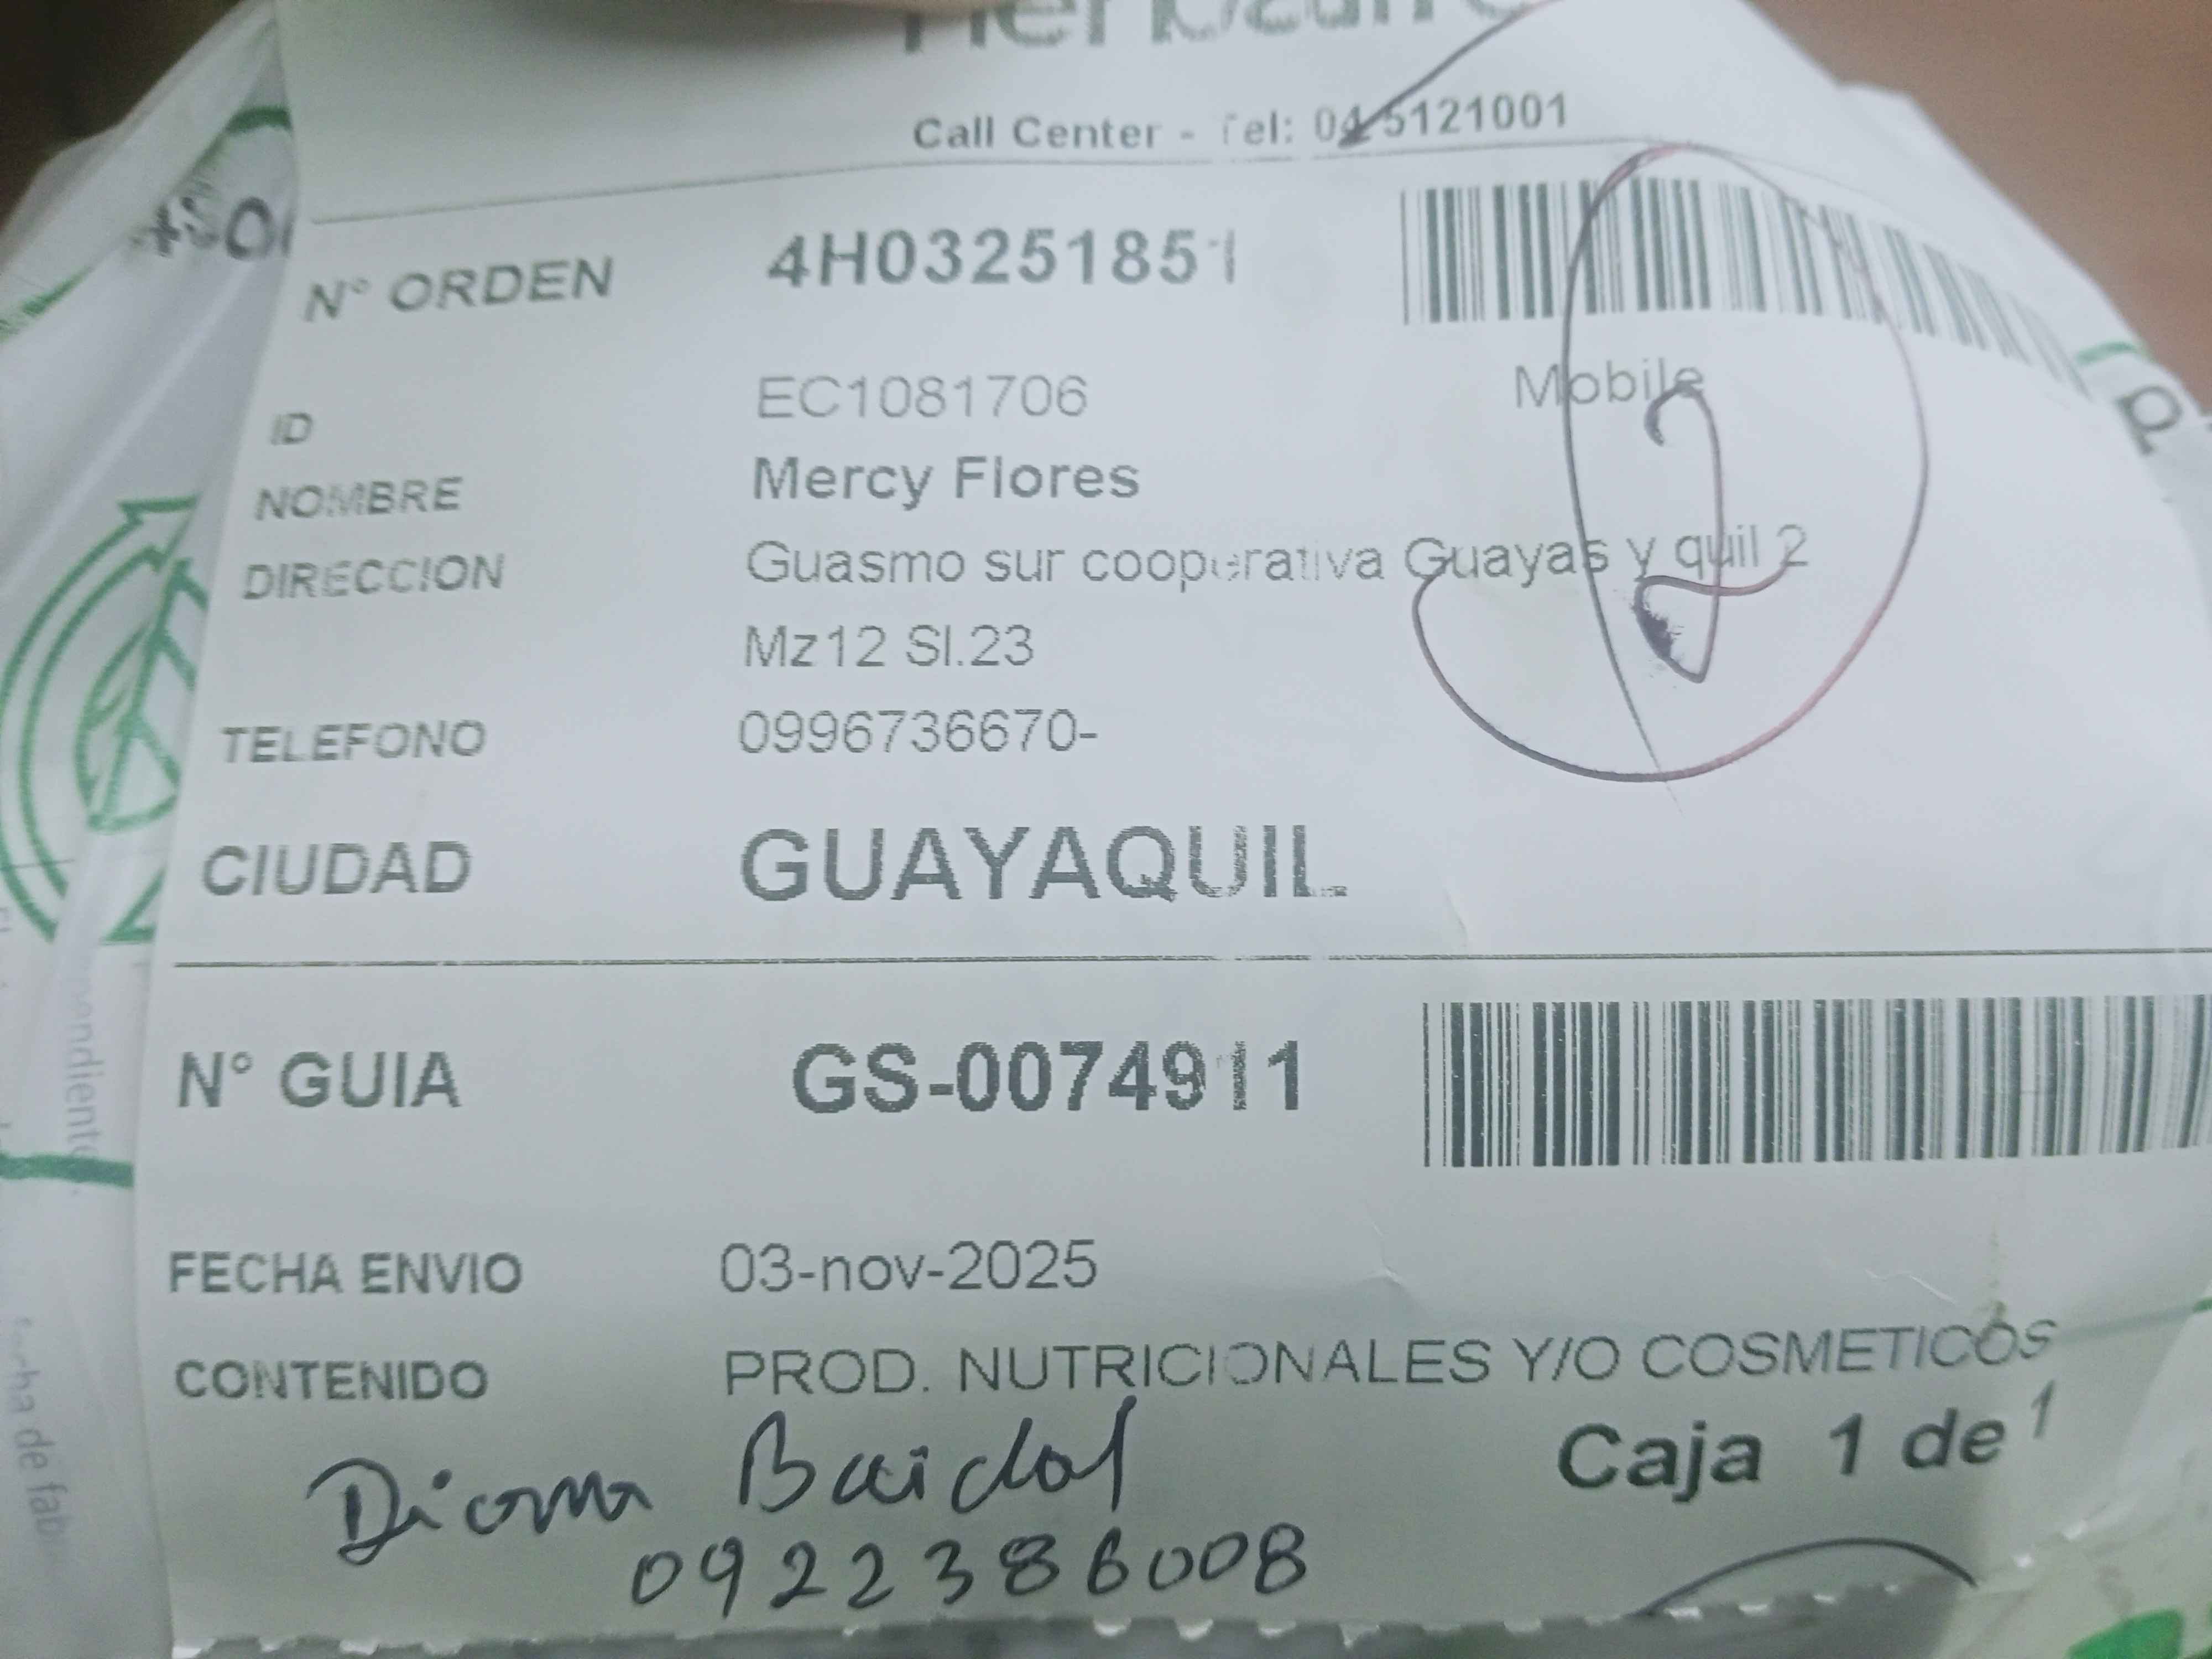 Call Center - Tel: 04 5121001
N° ORDEN 4H03251851
ID EC1081706 Mobile
NOMBRE Mercy Flores
DIRECCION Guasmo sur cooperativa Guayas y quil 2
Mz12 Sl.23
TELEFONO 0996736670-
CIUDAD GUAYAQUIL
N° GUIA GS-0074911
FECHA ENVIO 03-nov-2025
CONTENIDO PROD. NUTRICIONALES Y/O COSMETICOS
Caja 1 de 1
Diana Baidal
0922386008